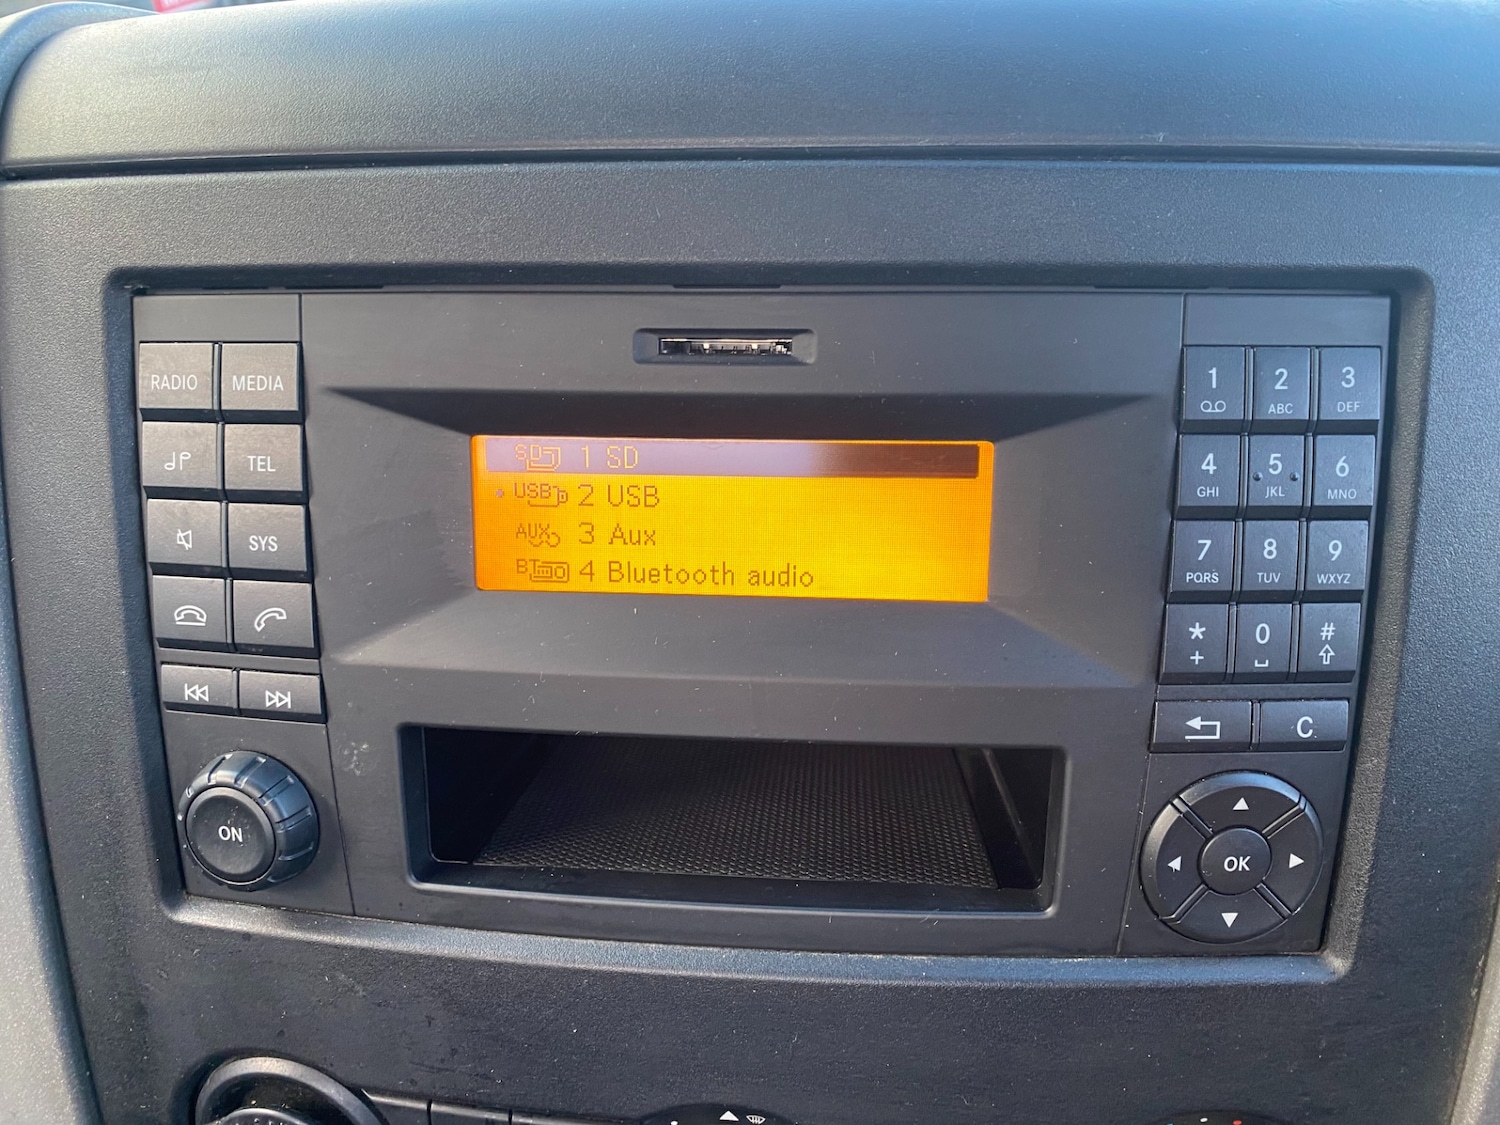 RADIO MEDIA
TEL
SYS
ON
SD 1 SD
USB 2 USB
AUX 3 Aux
BT 4 Bluetooth audio
1 2 ABC 3 DEF
4 GHI 5 JKL 6 MNO
7 PQRS 8 TUV 9 WXYZ
* + 0 #
C
OK